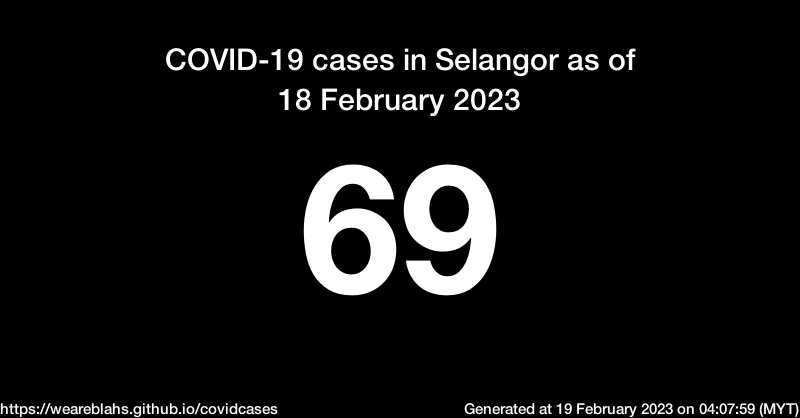 COVID-19 cases in Selangor as of
18 February 2023
69
https://weareblahs.github.io/covidcases
Generated at 19 February 2023 on 04:07:59 (MYT)